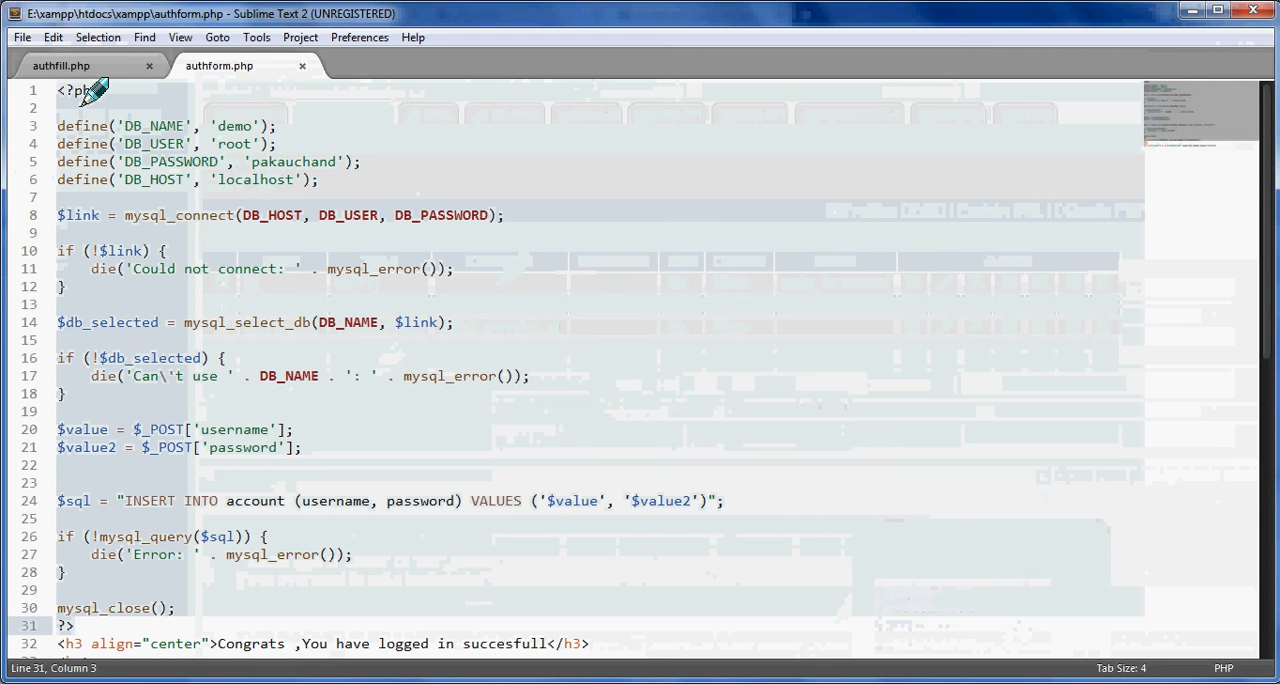 E:\xampp\htdocs\xampp\authform.php - Sublime Text 2 (UNREGISTERED)
File Edit Selection Find View Goto Tools Project Preferences Help
authfill.php authform.php
1 <?ph
2
3 define('DB_NAME', 'demo');
4 define('DB_USER', 'root');
5 define('DB_PASSWORD', 'pakauchand');
6 define('DB_HOST', 'localhost');
7
8 $link = mysql_connect(DB_HOST, DB_USER, DB_PASSWORD);
9
10 if (!$link) {
11 die('Could not connect: ' . mysql_error());
12 }
13
14 $db_selected = mysql_select_db(DB_NAME, $link);
15
16 if (!$db_selected) {
17 die('Can\'t use ' . DB_NAME . ': ' . mysql_error());
18 }
19
20 $value = $_POST['username'];
21 $value2 = $_POST['password'];
22
23
24 $sql = "INSERT INTO account (username, password) VALUES ('$value', '$value2')";
25
26 if (!mysql_query($sql)) {
27 die('Error: ' . mysql_error());
28 }
29
30 mysql_close();
31 ?>
32 <h3 align="center">Congrats ,You have logged in succesfull</h3>
Line 31, Column 3 Tab Size: 4 PHP